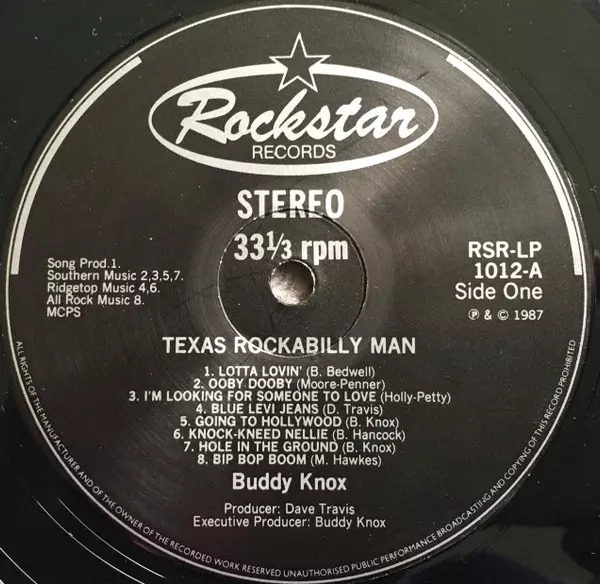 Rockstar
RECORDS
STEREO
33⅓ rpm
Song Prod.1.
Southern Music 2,3,5,7.
Ridgetop Music 4,6.
All Rock Music 8.
MCPS
RSR-LP
1012-A
Side One
℗ & © 1987
TEXAS ROCKABILLY MAN
1. LOTTA LOVIN' (B. Bedwell)
2. OOBY DOOBY (Moore-Penner)
3. I'M LOOKING FOR SOMEONE TO LOVE (Holly-Petty)
4. BLUE LEVI JEANS (D. Travis)
5. GOING TO HOLLYWOOD (B. Knox)
6. KNOCK-KNEED NELLIE (B. Hancock)
7. HOLE IN THE GROUND (B. Knox)
8. BIP BOP BOOM (M. Hawkes)
Buddy Knox
Producer: Dave Travis
Executive Producer: Buddy Knox
ALL RIGHTS OF THE MANUFACTURER AND OF THE OWNER OF THE RECORDED WORK RESERVED UNAUTHORISED PUBLIC PERFORMANCE BROADCASTING AND COPYING OF THIS RECORD PROHIBITED